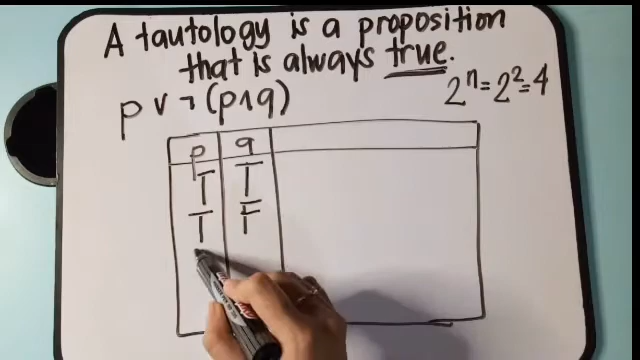 A tautology is a proposition
that is always true.
p ∨ ¬ (p ∧ q)
2ⁿ = 2² = 4
p q
T T
T F